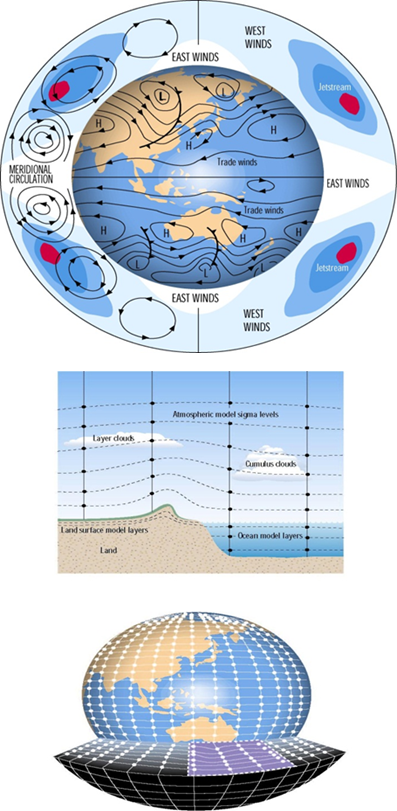 WEST
WINDS
EAST WINDS
Jetstream
L
L
H
H
H
Trade winds
MERIDIONAL
CIRCULATION
EAST WINDS
Trade winds
H
H
H
H
Jetstream
L
L
L
EAST WINDS
WEST
WINDS
Atmospheric model sigma levels
Layer clouds
Cumulus clouds
Land surface model layers
Ocean model layers
Land